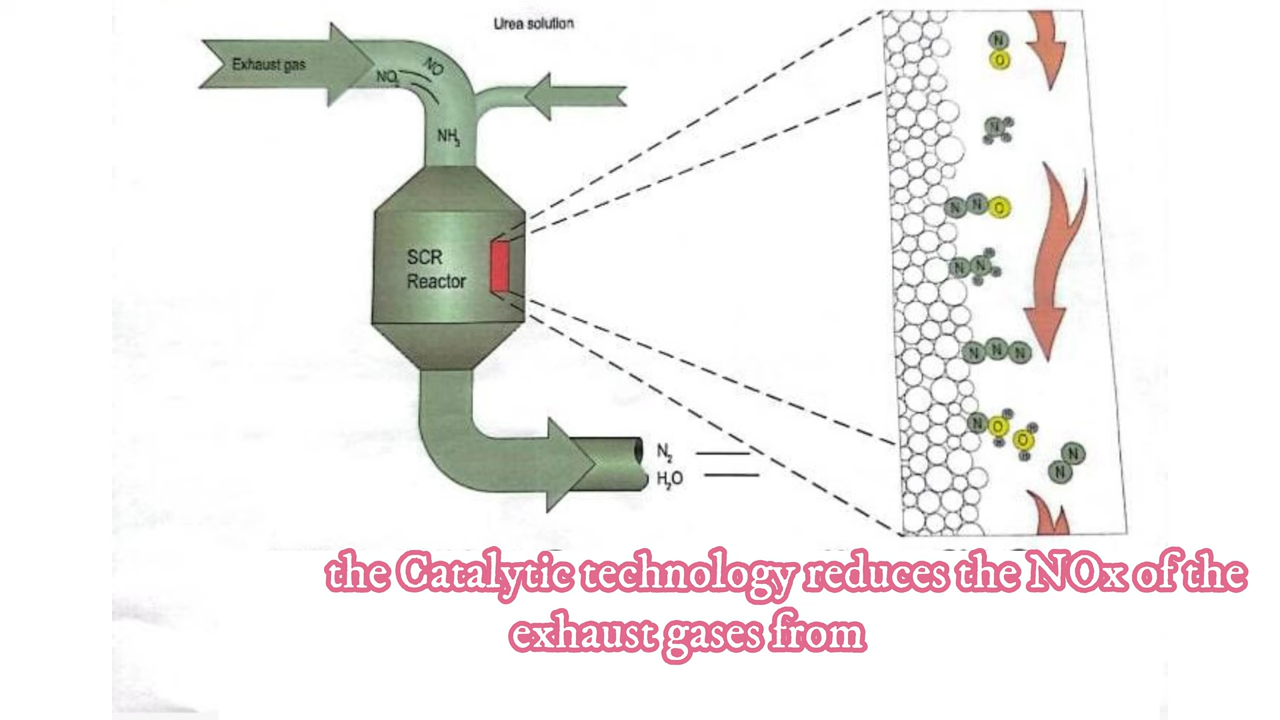 Urea solution
Exhaust gas
NO
NO₂
NH₃
SCR
Reactor
N₂
H₂O
N
O
N
N N O
N N
N N N
N O
O
N
N
the Catalytic technology reduces the NOx of the
exhaust gases from